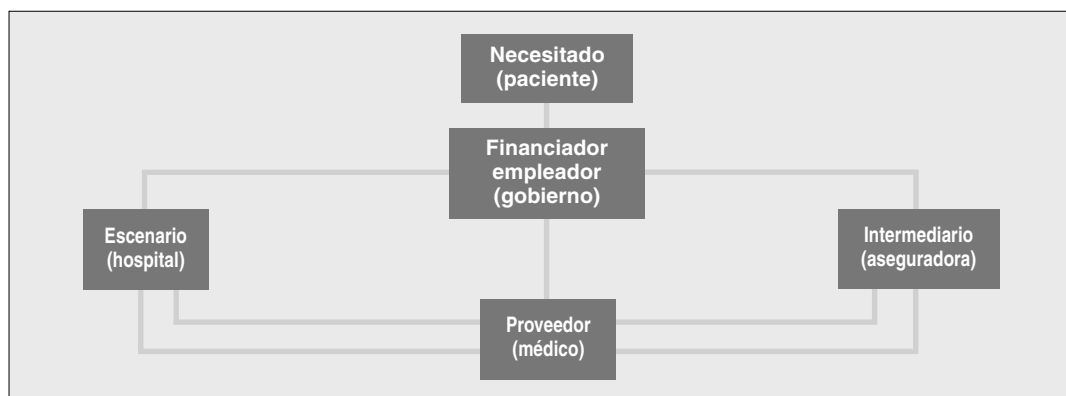 Necesitado
(paciente)
Financiador
empleador
(gobierno)
Escenario
(hospital)
Intermediario
(aseguradora)
Proveedor
(médico)